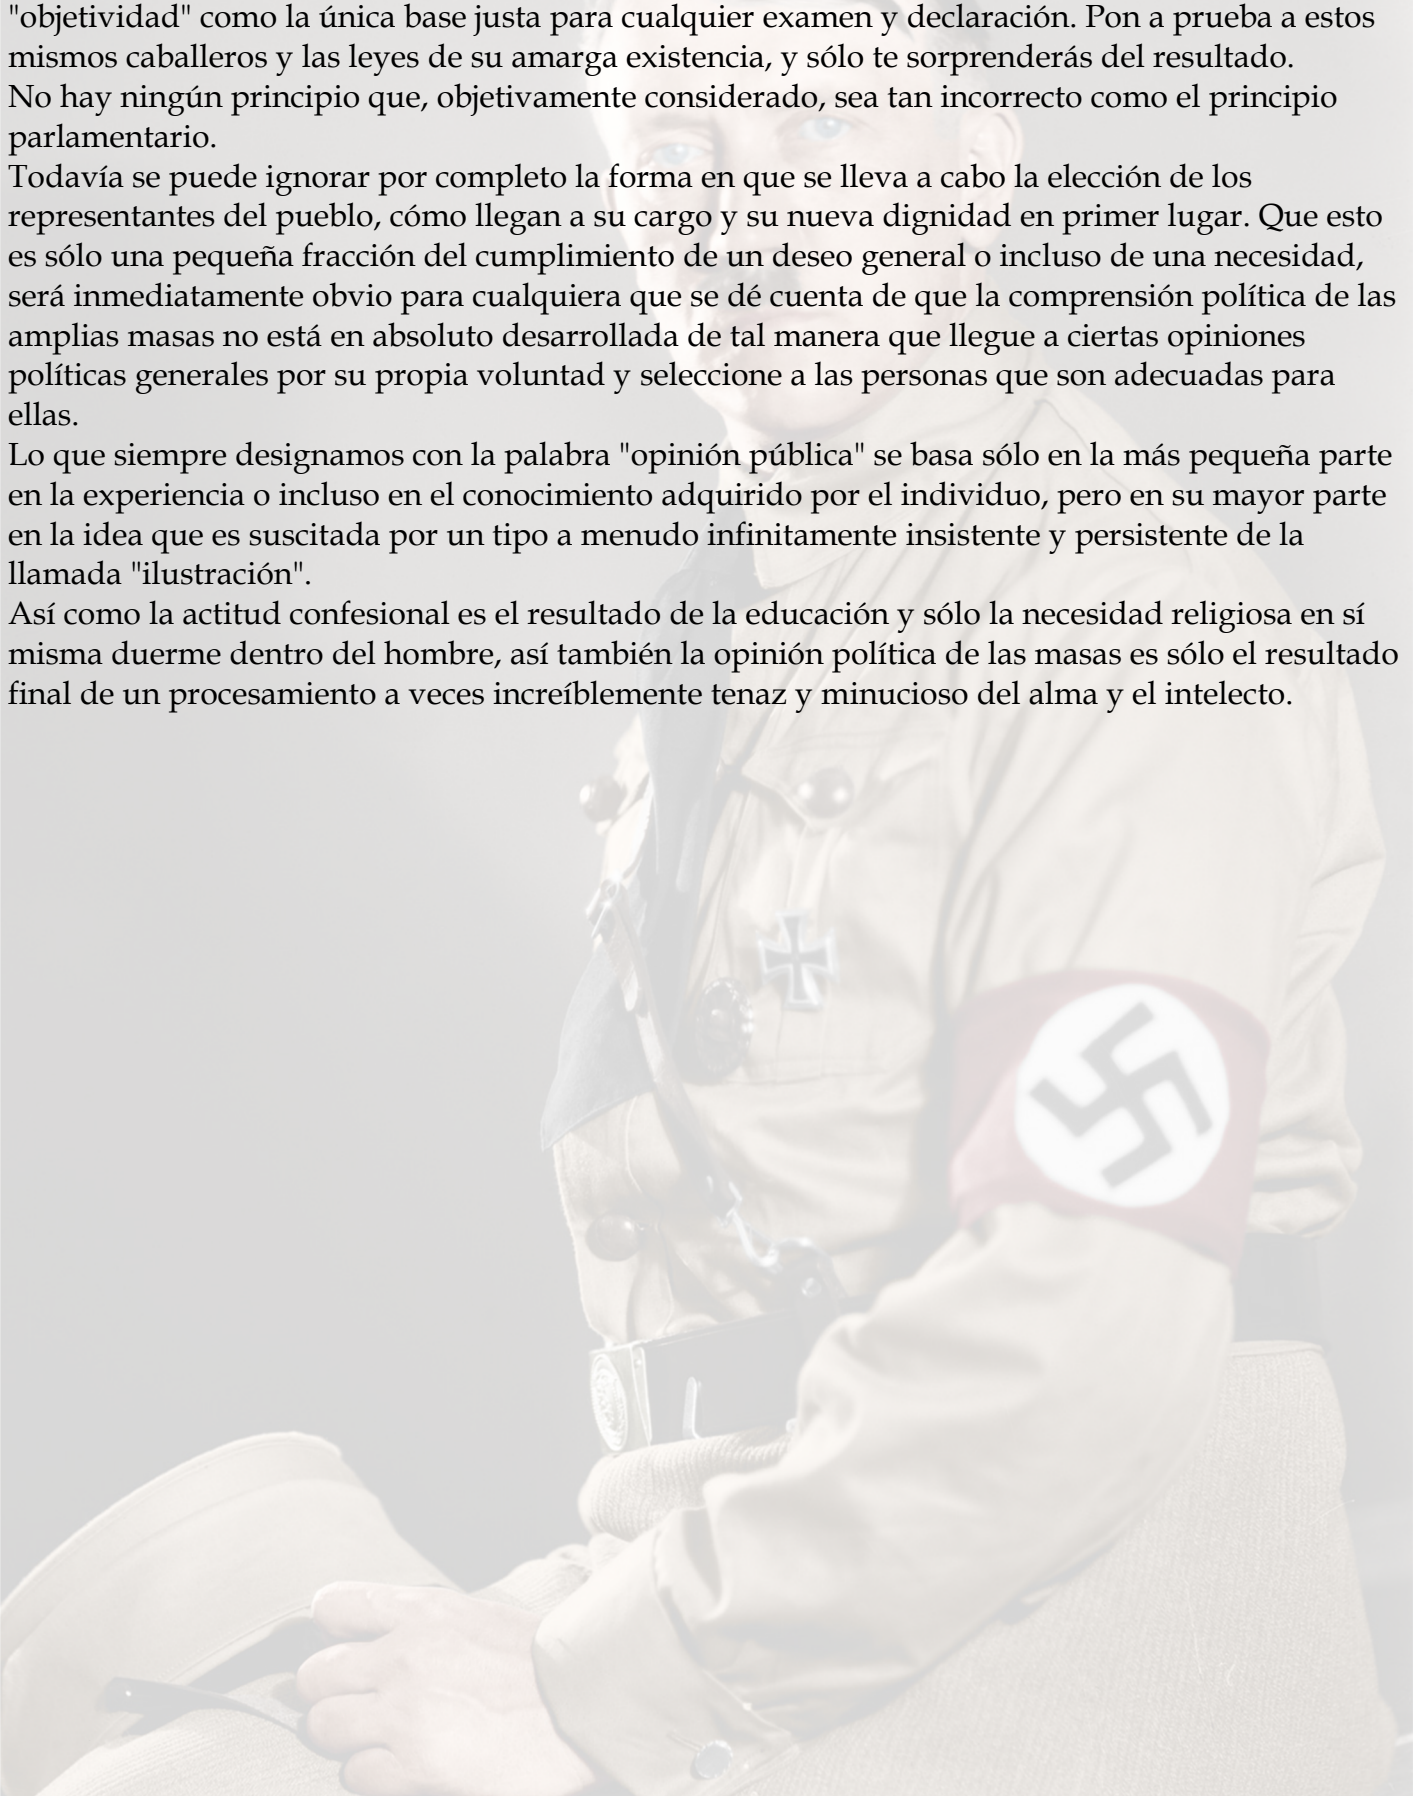 "objetividad" como la única base justa para cualquier examen y declaración. Pon a prueba a estos
mismos caballeros y las leyes de su amarga existencia, y sólo te sorprenderás del resultado.
No hay ningún principio que, objetivamente considerado, sea tan incorrecto como el principio
parlamentario.
Todavía se puede ignorar por completo la forma en que se lleva a cabo la elección de los
representantes del pueblo, cómo llegan a su cargo y su nueva dignidad en primer lugar. Que esto
es sólo una pequeña fracción del cumplimiento de un deseo general o incluso de una necesidad,
será inmediatamente obvio para cualquiera que se dé cuenta de que la comprensión política de las
amplias masas no está en absoluto desarrollada de tal manera que llegue a ciertas opiniones
políticas generales por su propia voluntad y seleccione a las personas que son adecuadas para
ellas.
Lo que siempre designamos con la palabra "opinión pública" se basa sólo en la más pequeña parte
en la experiencia o incluso en el conocimiento adquirido por el individuo, pero en su mayor parte
en la idea que es suscitada por un tipo a menudo infinitamente insistente y persistente de la
llamada "ilustración".
Así como la actitud confesional es el resultado de la educación y sólo la necesidad religiosa en sí
misma duerme dentro del hombre, así también la opinión política de las masas es sólo el resultado
final de un procesamiento a veces increíblemente tenaz y minucioso del alma y el intelecto.